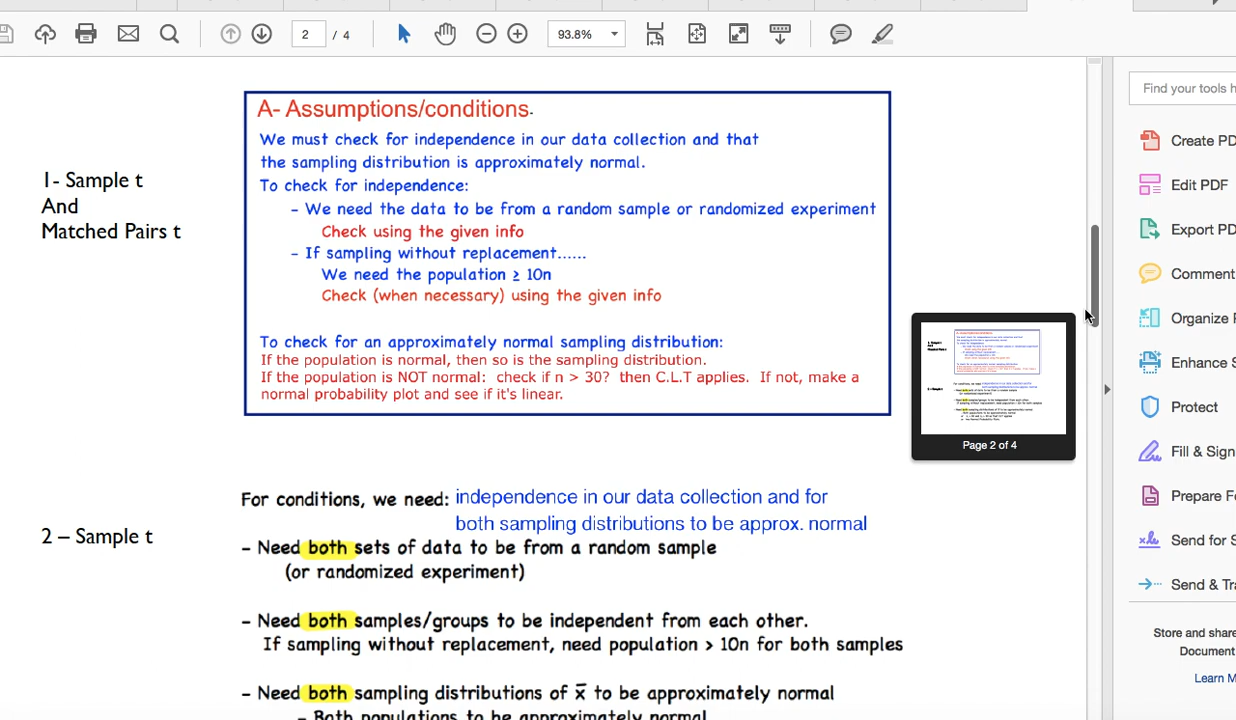 2 / 4
93.8%
Find your tools h
A- Assumptions/conditions.
We must check for independence in our data collection and that
the sampling distribution is approximately normal.
To check for independence:
- We need the data to be from a random sample or randomized experiment
Check using the given info
- If sampling without replacement......
We need the population ≥ 10n
Check (when necessary) using the given info
To check for an approximately normal sampling distribution:
If the population is normal, then so is the sampling distribution.
If the population is NOT normal: check if n > 30? then C.L.T applies. If not, make a
normal probability plot and see if it's linear.
1- Sample t
And
Matched Pairs t
Page 2 of 4
For conditions, we need: independence in our data collection and for
both sampling distributions to be approx. normal
2 – Sample t
- Need both sets of data to be from a random sample
(or randomized experiment)
- Need both samples/groups to be independent from each other.
If sampling without replacement, need population > 10n for both samples
- Need both sampling distributions of x̄ to be approximately normal
- Both populations to be approximately normal
Create PD
Edit PDF
Export PD
Comment
Organize P
Enhance S
Protect
Fill & Sign
Prepare Fo
Send for S
Send & Tra
Store and share
Document
Learn M